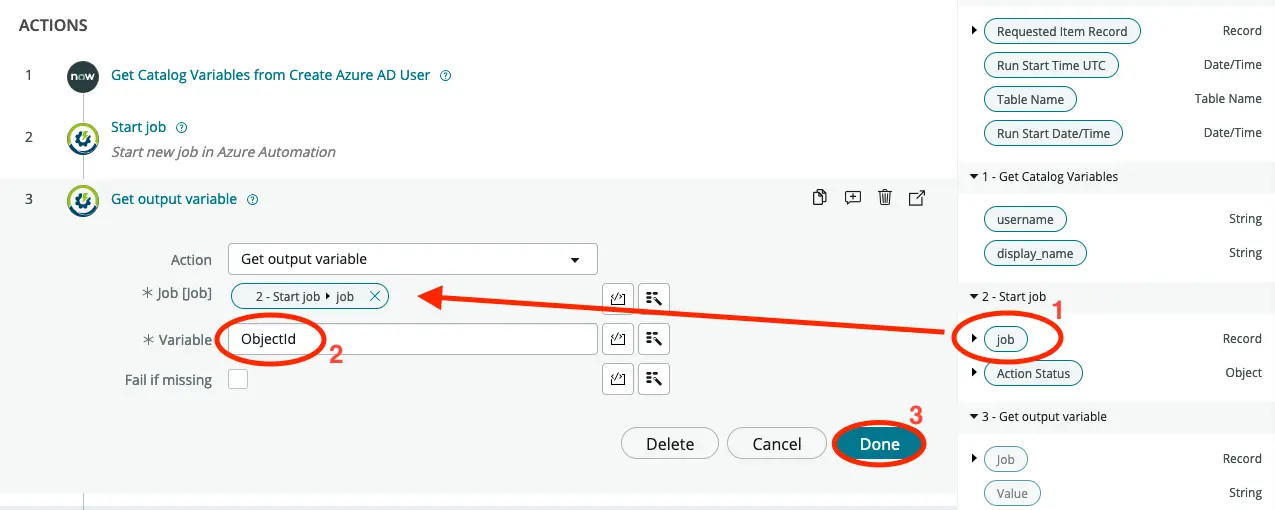 ACTIONS
1 now Get Catalog Variables from Create Azure AD User ?
2 Start job ?
Start new job in Azure Automation
3 Get output variable ?
Action Get output variable
* Job [Job] 2 - Start job ▸ job ×
* Variable ObjectId 2
Fail if missing
3
Delete Cancel Done
Requested Item Record Record
Run Start Time UTC Date/Time
Table Name Table Name
Run Start Date/Time Date/Time
1 - Get Catalog Variables
username String
display_name String
2 - Start job
1
job Record
Action Status Object
3 - Get output variable
Job Record
Value String